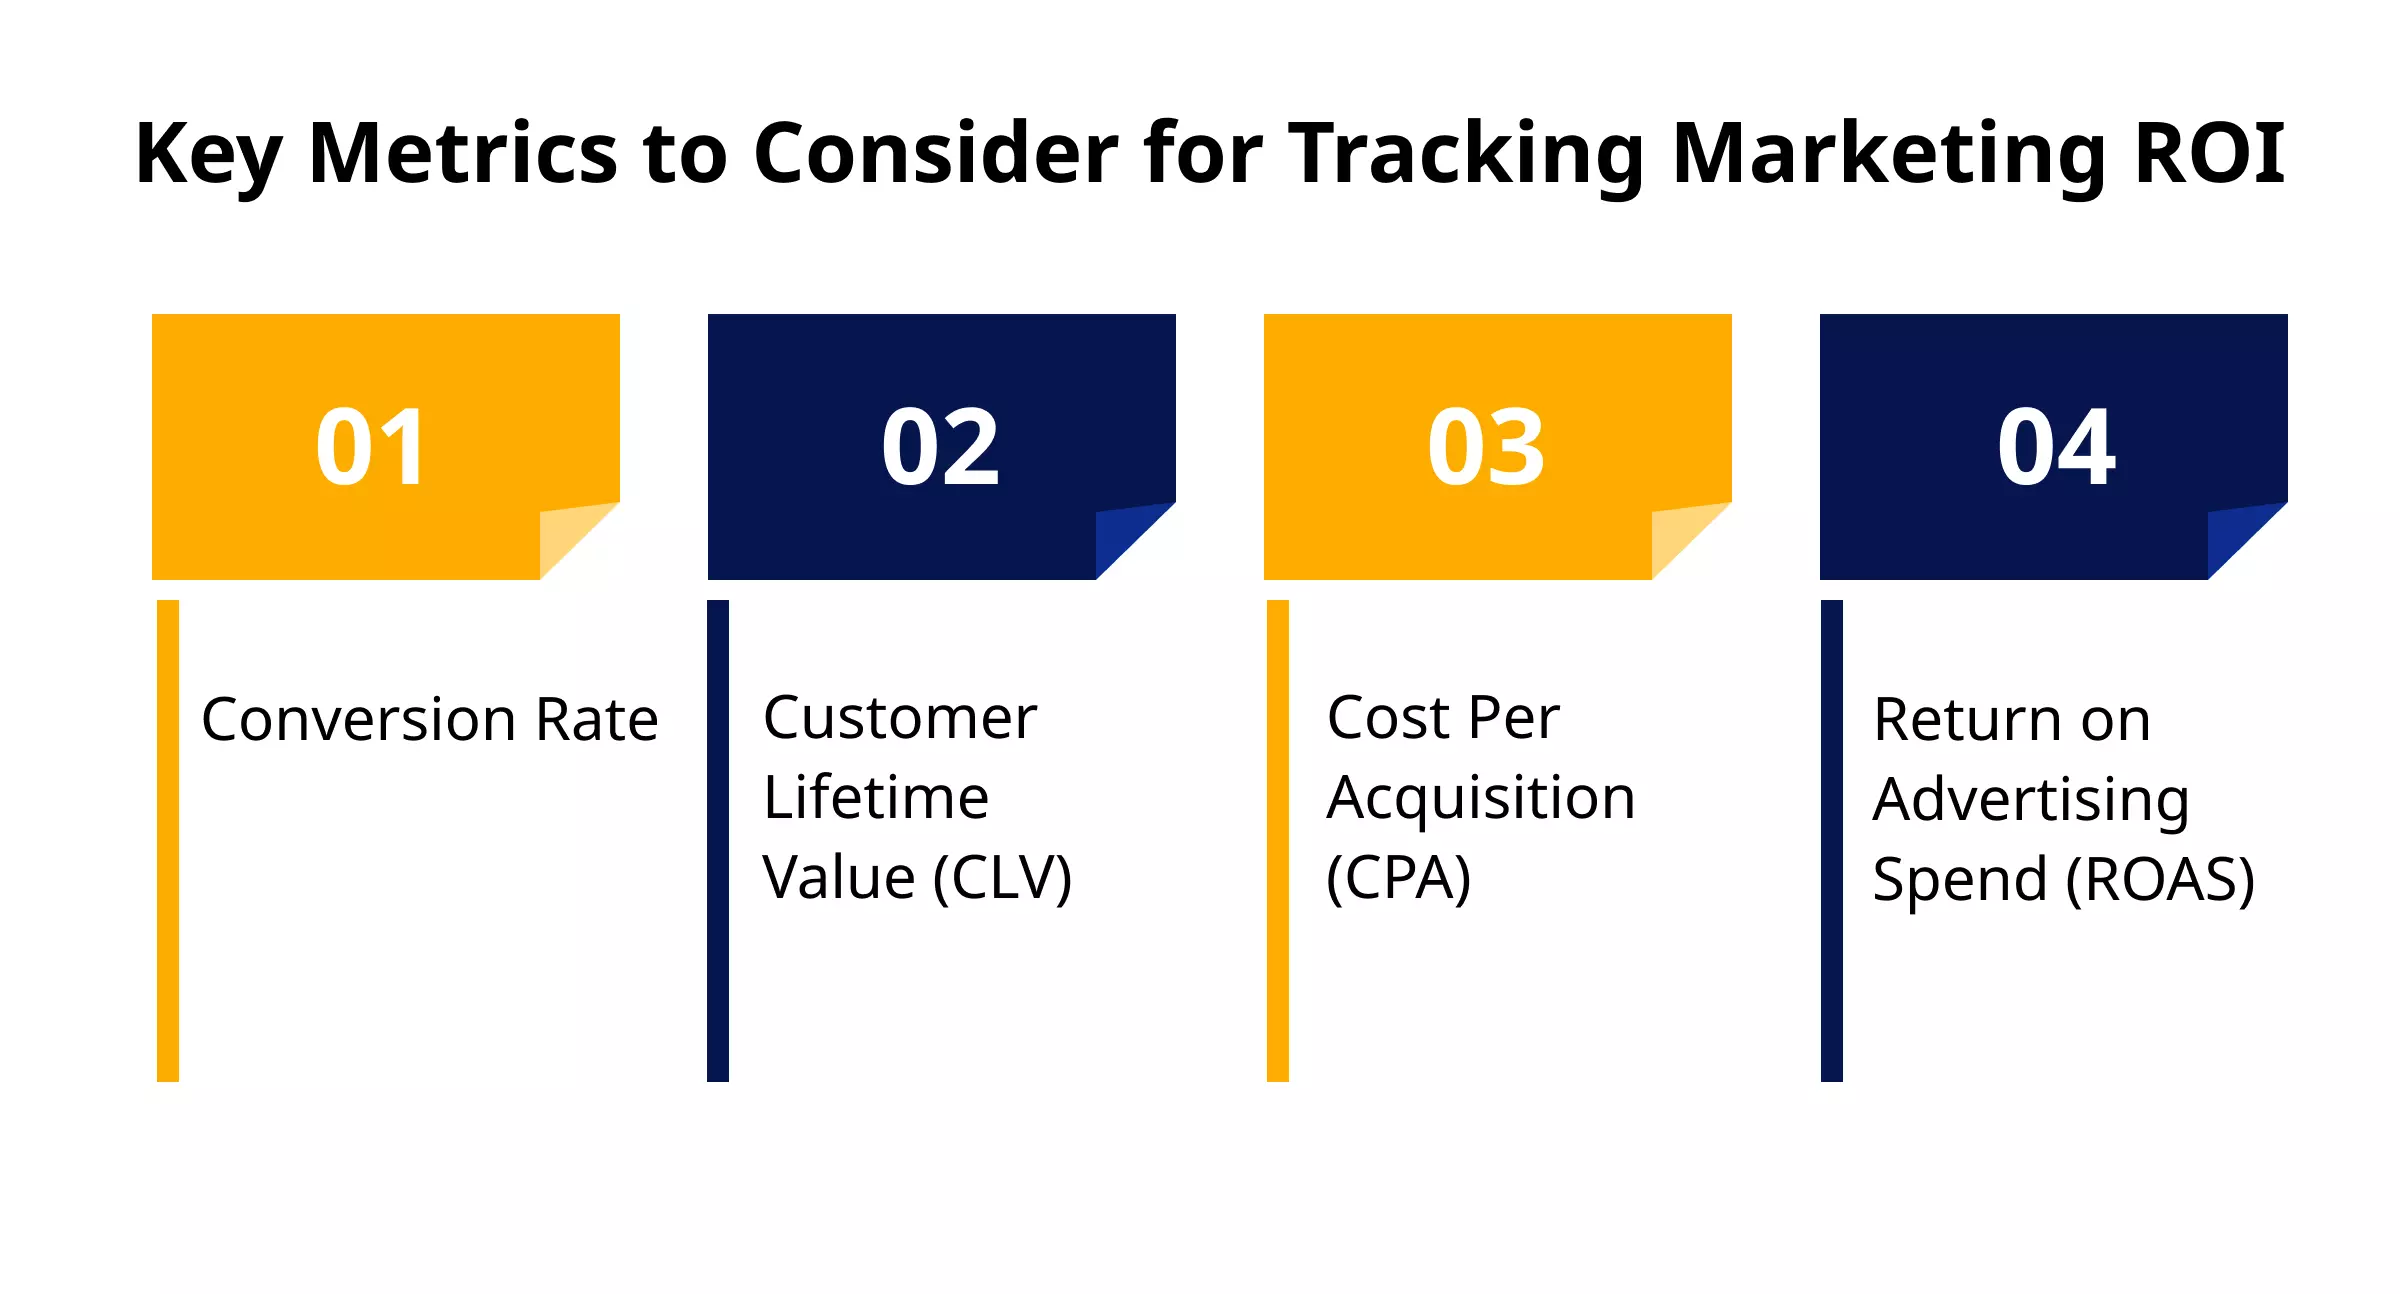 Key Metrics to Consider for Tracking Marketing ROI
01
Conversion Rate
02
Customer
Lifetime
Value (CLV)
03
Cost Per
Acquisition
(CPA)
04
Return on
Advertising
Spend (ROAS)